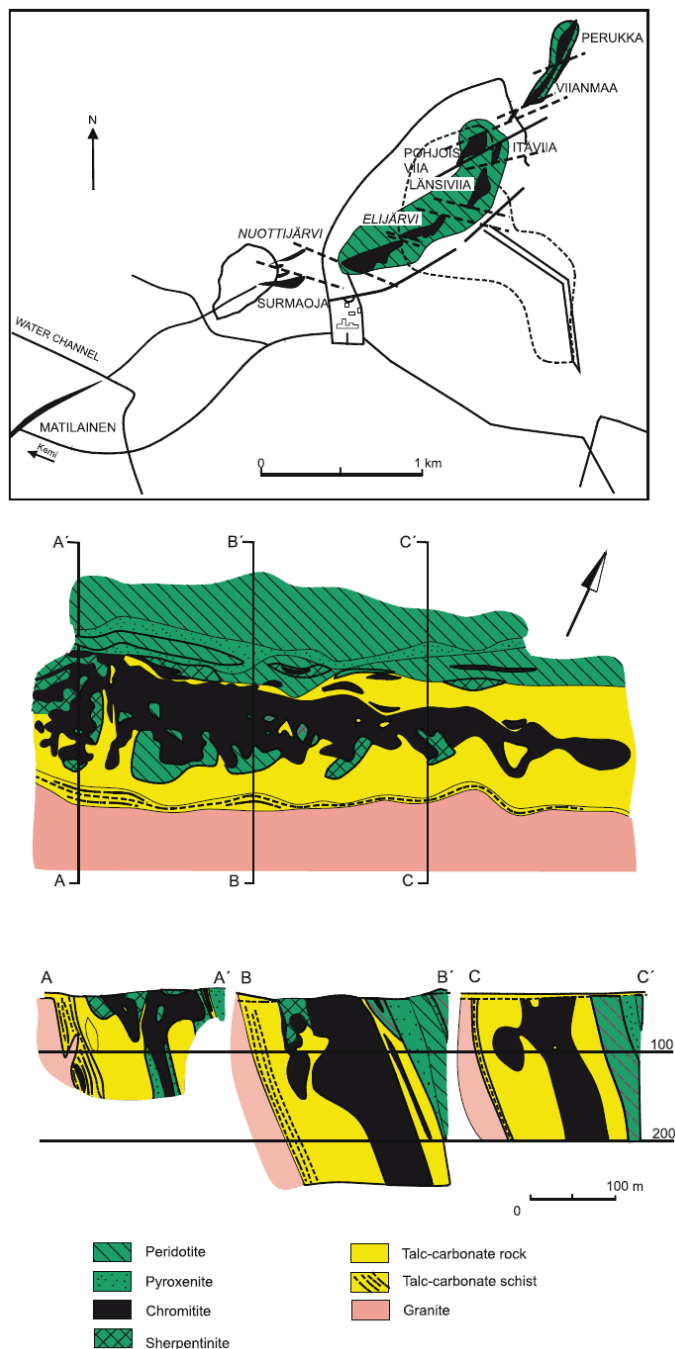 PERUKKA
N
VIIANMAA
POHJOIS
VIIA
ITÄVIIA
LÄNSIVIIA
ELIJÄRVI
NUOTTIJÄRVI
SURMAOJA
WATER CHANNEL
MATILAINEN
Kemi
0 1 km
A´ B´ C´
A B C
A A´ B B´ C C´
100
200
100 m
0
Peridotite
Pyroxenite
Chromitite
Sherpentinite
Talc-carbonate rock
Talc-carbonate schist
Granite